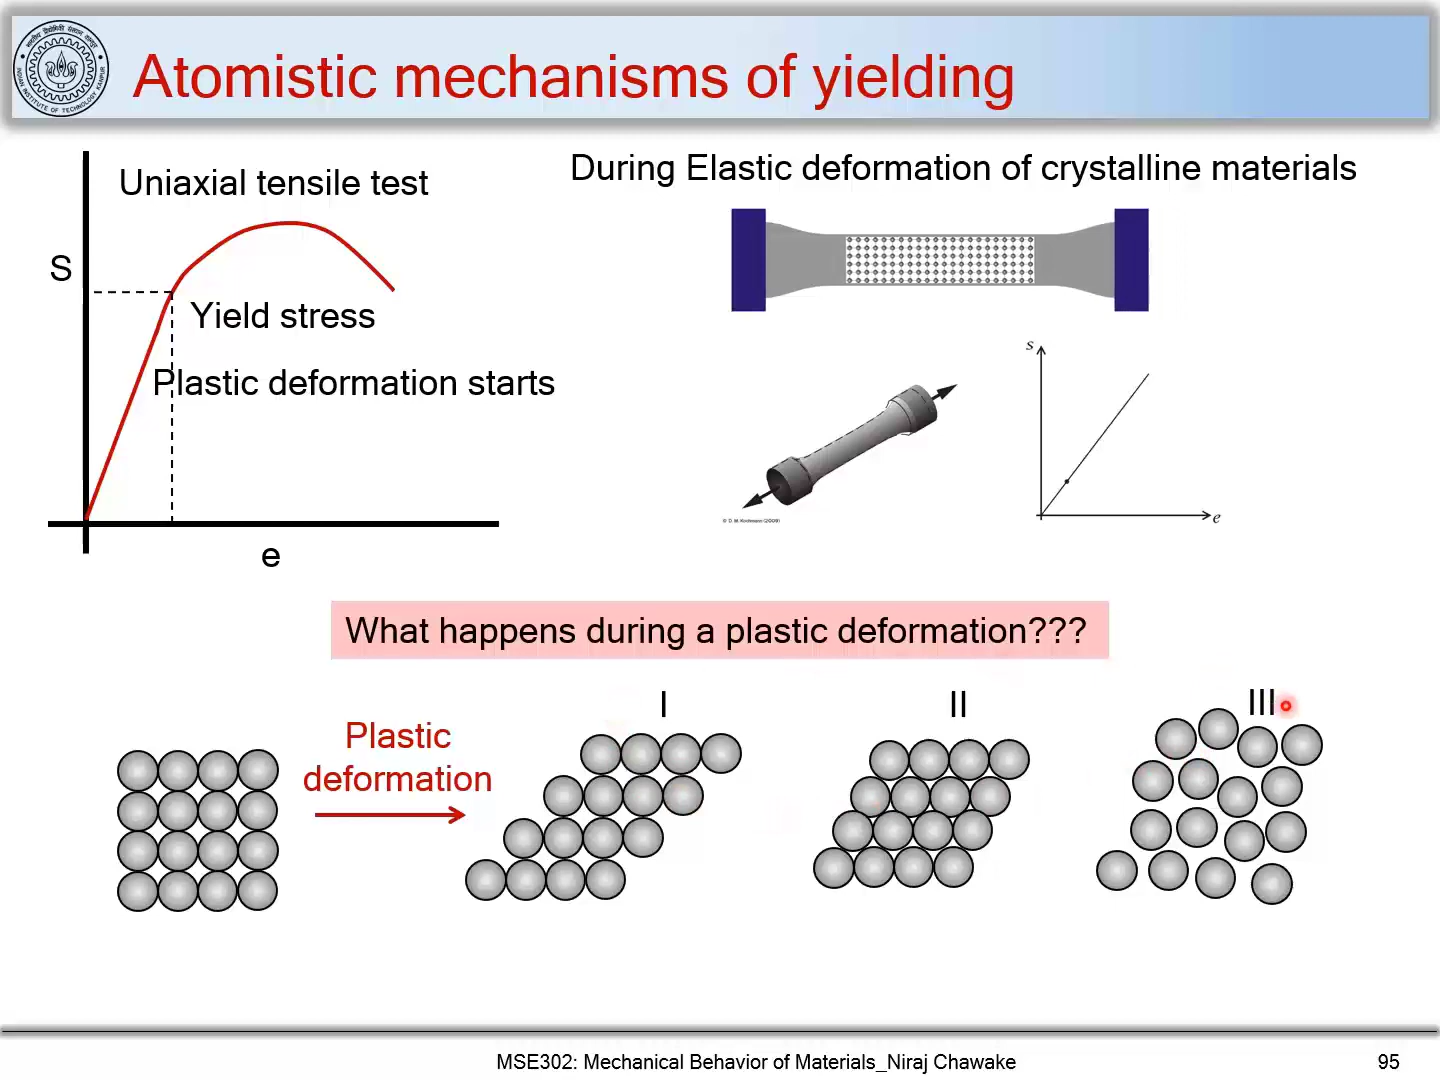 Atomistic mechanisms of yielding
Uniaxial tensile test
S
Yield stress
Plastic deformation starts
e
During Elastic deformation of crystalline materials
s
e
What happens during a plastic deformation???
Plastic
deformation
I
II
III
MSE302: Mechanical Behavior of Materials_Niraj Chawake
95